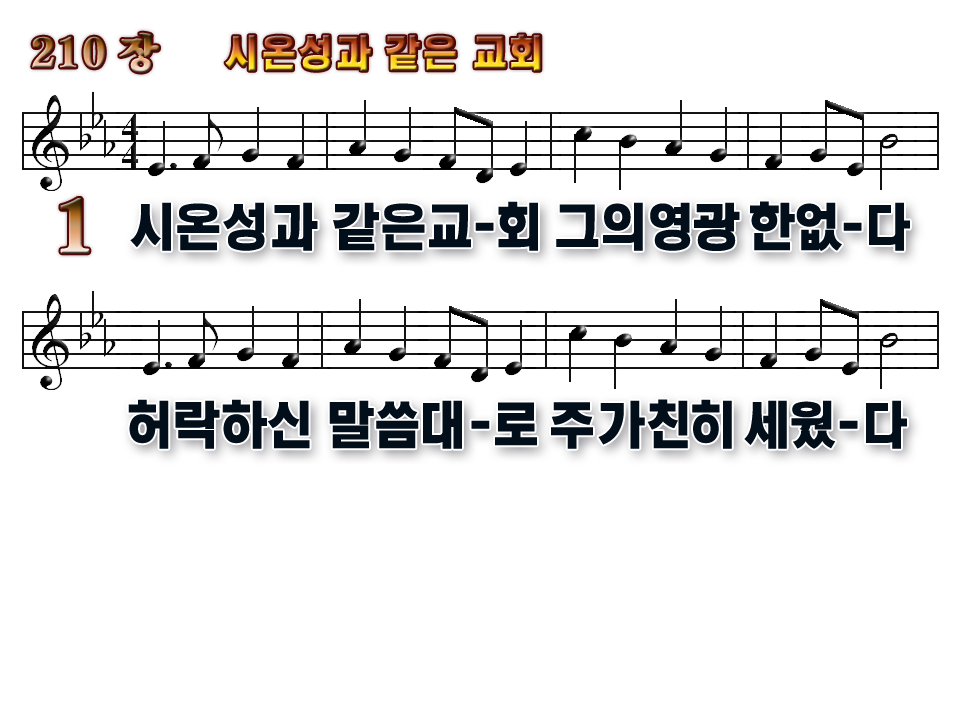 210 장 시온성과 같은 교회
4
4
1 시온성과 같은교-회 그의영광 한없-다
허락하신 말씀대-로 주가친히 세웠-다